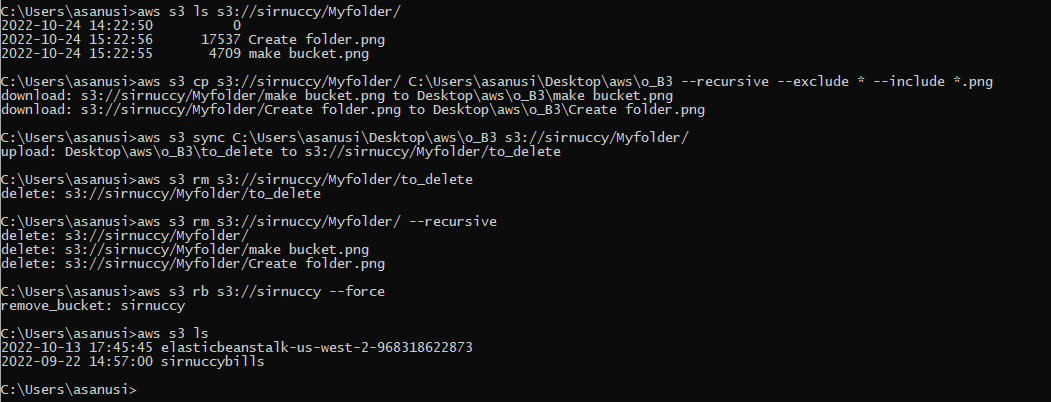 C:\Users\asanusi>aws s3 ls s3://sirnuccy/Myfolder/
2022-10-24 14:22:50          0
2022-10-24 15:22:56      17537 Create folder.png
2022-10-24 15:22:55       4709 make bucket.png
C:\Users\asanusi>aws s3 cp s3://sirnuccy/Myfolder/ C:\Users\asanusi\Desktop\aws\o_B3 --recursive --exclude * --include *.png
download: s3://sirnuccy/Myfolder/make bucket.png to Desktop\aws\o_B3\make bucket.png
download: s3://sirnuccy/Myfolder/Create folder.png to Desktop\aws\o_B3\Create folder.png
C:\Users\asanusi>aws s3 sync C:\Users\asanusi\Desktop\aws\o_B3 s3://sirnuccy/Myfolder/
upload: Desktop\aws\o_B3\to_delete to s3://sirnuccy/Myfolder/to_delete
C:\Users\asanusi>aws s3 rm s3://sirnuccy/Myfolder/to_delete
delete: s3://sirnuccy/Myfolder/to_delete
C:\Users\asanusi>aws s3 rm s3://sirnuccy/Myfolder/ --recursive
delete: s3://sirnuccy/Myfolder/
delete: s3://sirnuccy/Myfolder/make bucket.png
delete: s3://sirnuccy/Myfolder/Create folder.png
C:\Users\asanusi>aws s3 rb s3://sirnuccy --force
remove_bucket: sirnuccy
C:\Users\asanusi>aws s3 ls
2022-10-13 17:45:45 elasticbeanstalk-us-west-2-968318622873
2022-09-22 14:57:00 sirnuccybills
C:\Users\asanusi>